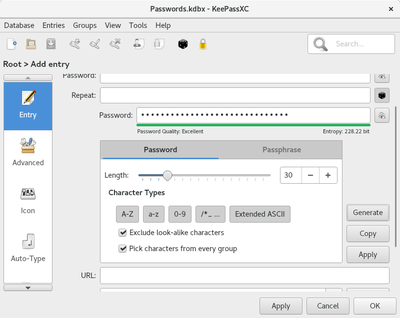 Passwords.kdbx - KeePassXC
Database Entries Groups View Tools Help
Search...
Root > Add entry
Password:
Repeat:
Password: ••••••••••••••••••••••••••••••
Password Quality: Excellent Entropy: 228.22 bit
Entry
Advanced
Icon
Auto-Type
Password Passphrase
Length: 30 − +
Character Types
A-Z a-z 0-9 /*_ ... Extended ASCII
Exclude look-alike characters
Pick characters from every group
Generate
Copy
Apply
URL:
Apply Cancel OK